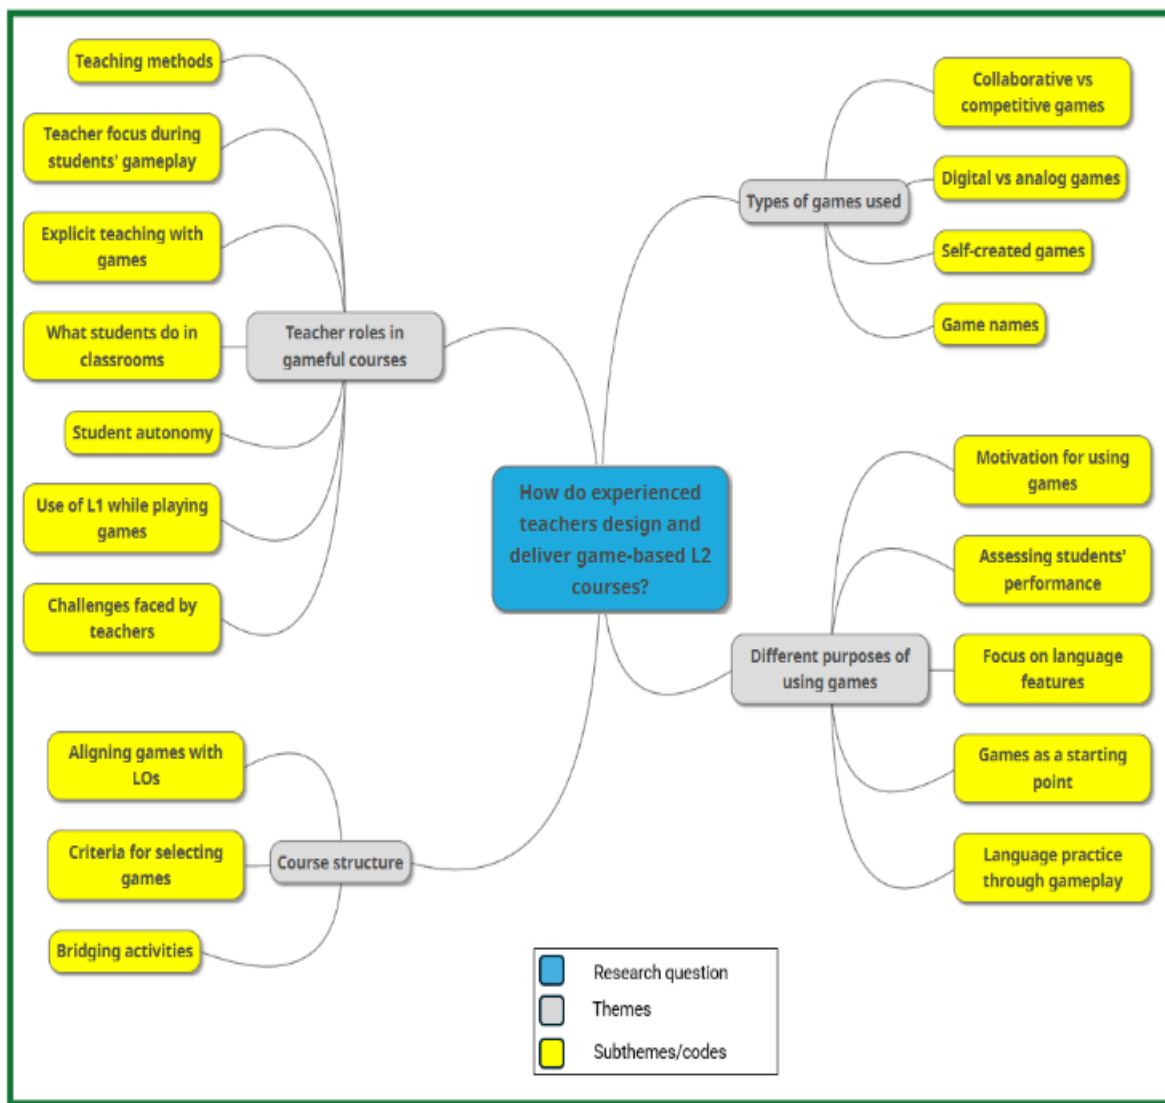 Teaching methods
Teacher focus during
students' gameplay
Explicit teaching with
games
What students do in
classrooms
Student autonomy
Use of L1 while playing
games
Challenges faced by
teachers
Teacher roles in
gameful courses
Collaborative vs
competitive games
Digital vs analog games
Self-created games
Game names
Types of games used
How do experienced
teachers design and
deliver game-based L2
courses?
Motivation for using
games
Assessing students'
performance
Focus on language
features
Games as a starting
point
Language practice
through gameplay
Different purposes of
using games
Aligning games with
LOs
Criteria for selecting
games
Bridging activities
Course structure
Research question
Themes
Subthemes/codes